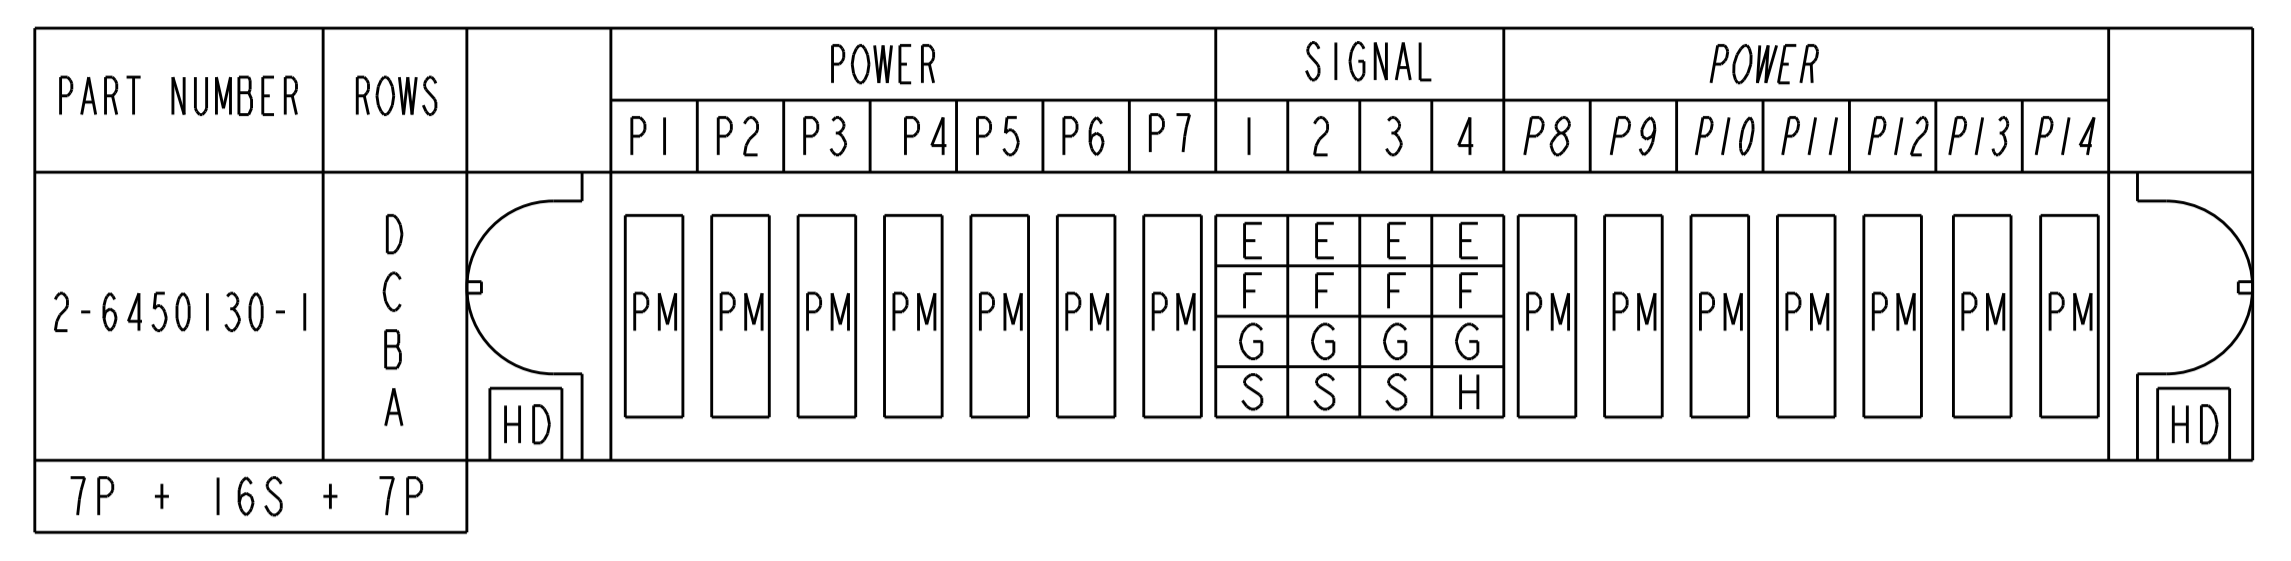 POWER SIGNAL POWER
PART NUMBER ROWS
P1 P2 P3 P4 P5 P6 P7 1 2 3 4 P8 P9 P10 P11 P12 P13 P14
D E E E E
C F F F F
2-6450130-1 PM PM PM PM PM PM PM PM PM PM PM PM PM PM
B G G G G
A S S S H
HD HD
7P + 16S + 7P